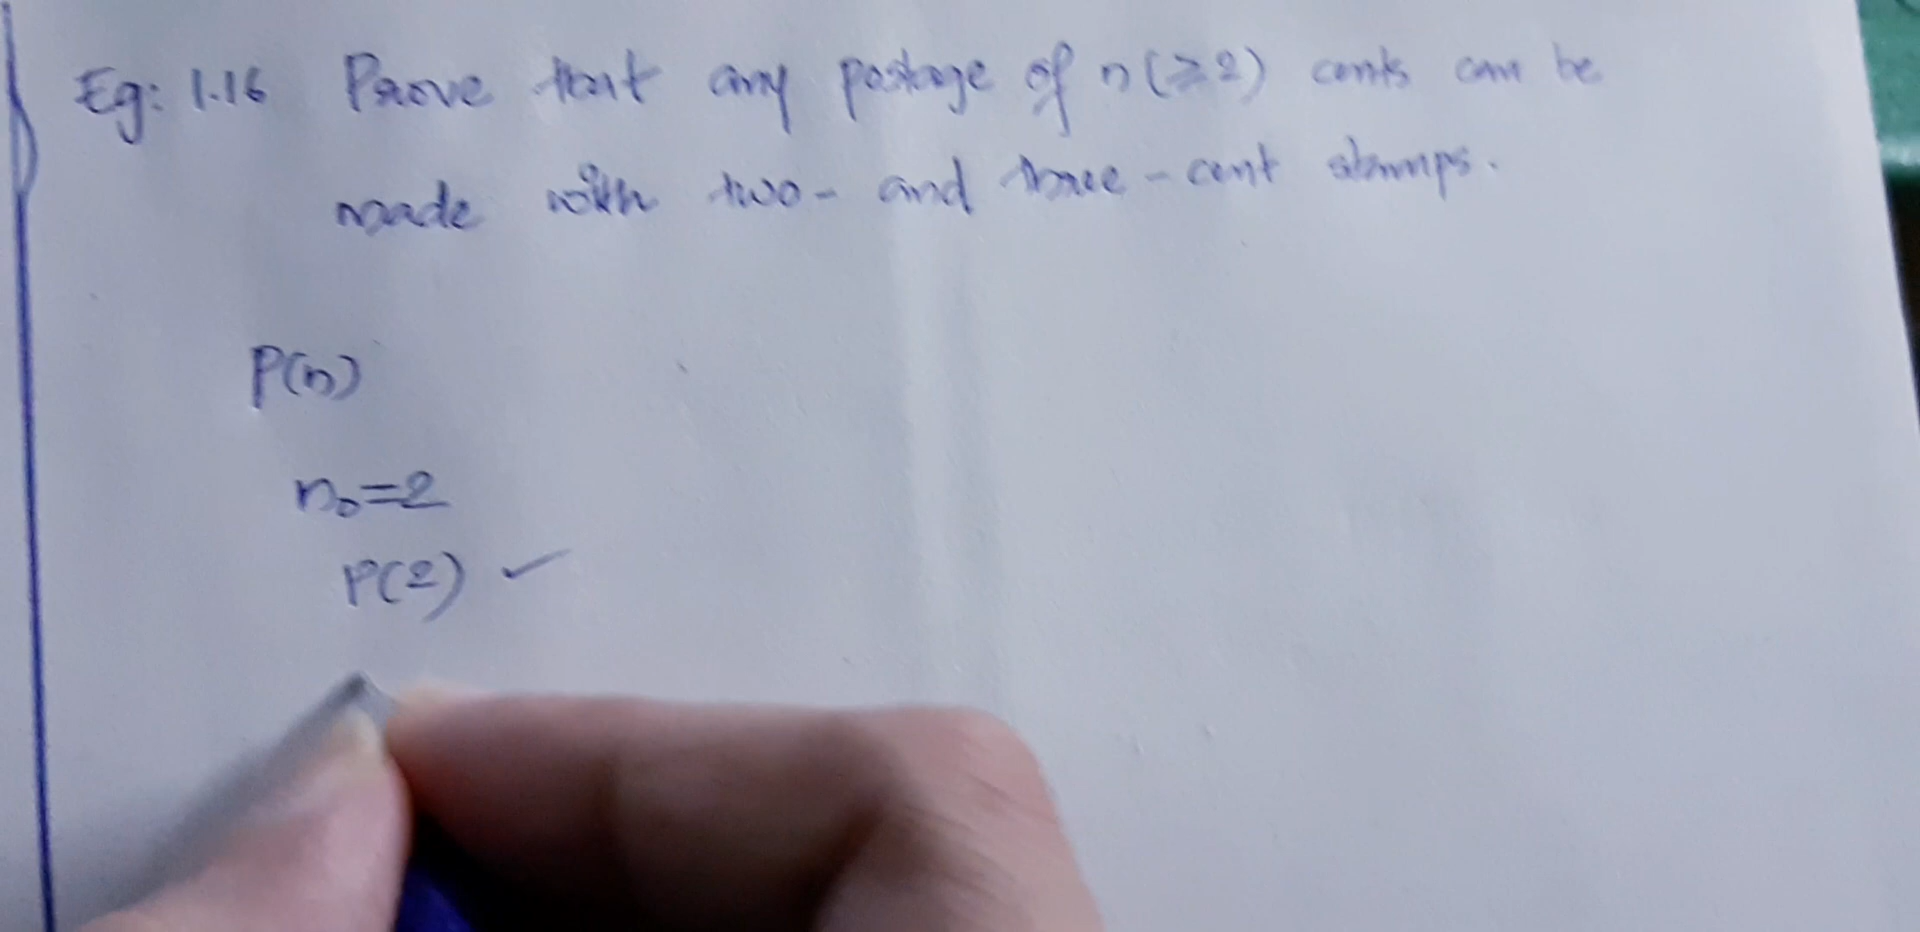 Eg: 1.16 Prove that any postage of n (≥2) cents can be
made with two- and three-cent stamps.
P(n)
n₀=2
P(2) ✓